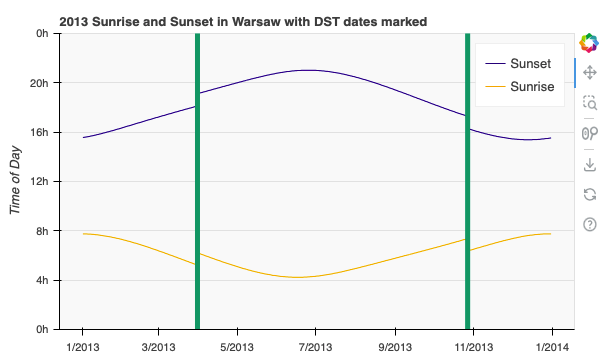 2013 Sunrise and Sunset in Warsaw with DST dates marked
0h
20h
16h
12h
8h
4h
0h
Time of Day
Sunset
Sunrise
1/2013
3/2013
5/2013
7/2013
9/2013
11/2013
1/2014